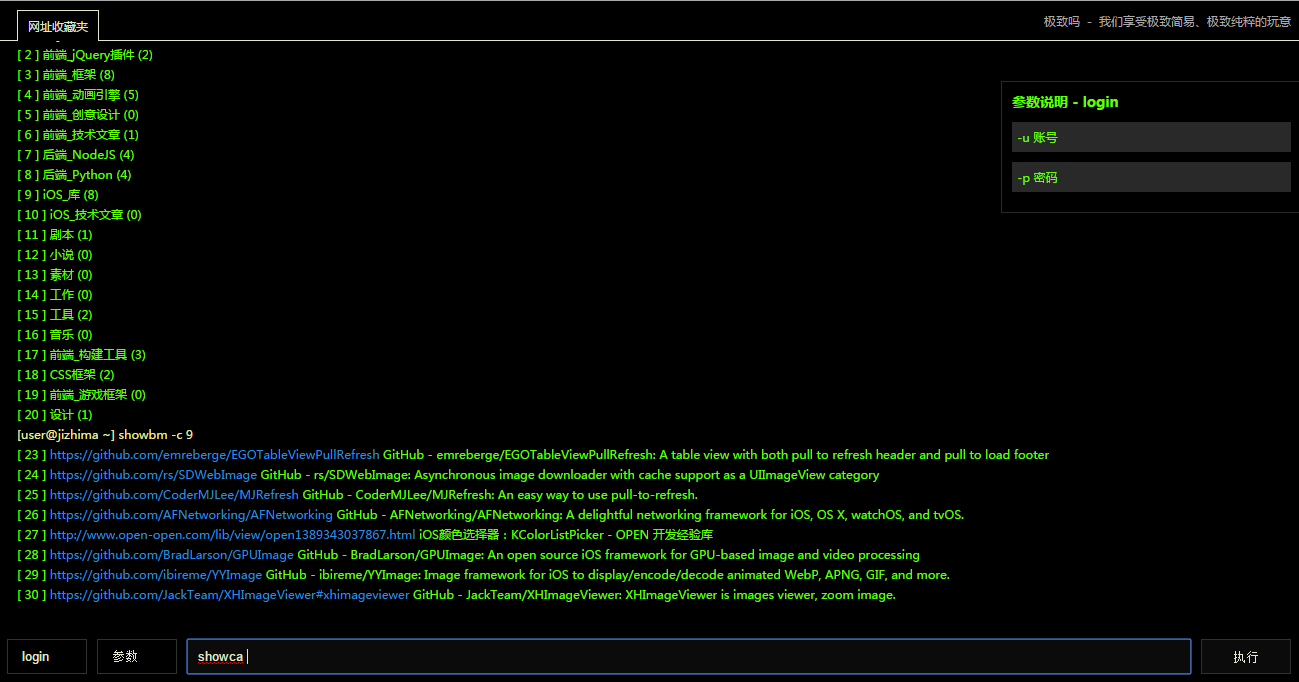 网址收藏夹
极致吗 - 我们享受极致简易、极致纯粹的玩意
[ 2 ] 前端_jQuery插件 (2)
[ 3 ] 前端_框架 (8)
[ 4 ] 前端_动画引擎 (5)
[ 5 ] 前端_创意设计 (0)
[ 6 ] 前端_技术文章 (1)
[ 7 ] 后端_NodeJS (4)
[ 8 ] 后端_Python (4)
[ 9 ] iOS_库 (8)
[ 10 ] iOS_技术文章 (0)
[ 11 ] 剧本 (1)
[ 12 ] 小说 (0)
[ 13 ] 素材 (0)
[ 14 ] 工作 (0)
[ 15 ] 工具 (2)
[ 16 ] 音乐 (0)
[ 17 ] 前端_构建工具 (3)
[ 18 ] CSS框架 (2)
[ 19 ] 前端_游戏框架 (0)
[ 20 ] 设计 (1)
[user@jizhima ~] showbm -c 9
[ 23 ] https://github.com/emreberge/EGOTableViewPullRefresh GitHub - emreberge/EGOTableViewPullRefresh: A table view with both pull to refresh header and pull to load footer
[ 24 ] https://github.com/rs/SDWebImage GitHub - rs/SDWebImage: Asynchronous image downloader with cache support as a UIImageView category
[ 25 ] https://github.com/CoderMJLee/MJRefresh GitHub - CoderMJLee/MJRefresh: An easy way to use pull-to-refresh.
[ 26 ] https://github.com/AFNetworking/AFNetworking GitHub - AFNetworking/AFNetworking: A delightful networking framework for iOS, OS X, watchOS, and tvOS.
[ 27 ] http://www.open-open.com/lib/view/open1389343037867.html iOS颜色选择器：KColorListPicker - OPEN 开发经验库
[ 28 ] https://github.com/BradLarson/GPUImage GitHub - BradLarson/GPUImage: An open source iOS framework for GPU-based image and video processing
[ 29 ] https://github.com/ibireme/YYImage GitHub - ibireme/YYImage: Image framework for iOS to display/encode/decode animated WebP, APNG, GIF, and more.
[ 30 ] https://github.com/JackTeam/XHImageViewer#xhimageviewer GitHub - JackTeam/XHImageViewer: XHImageViewer is images viewer, zoom image.
参数说明 - login
-u 账号
-p 密码
login
参数
showca
执行